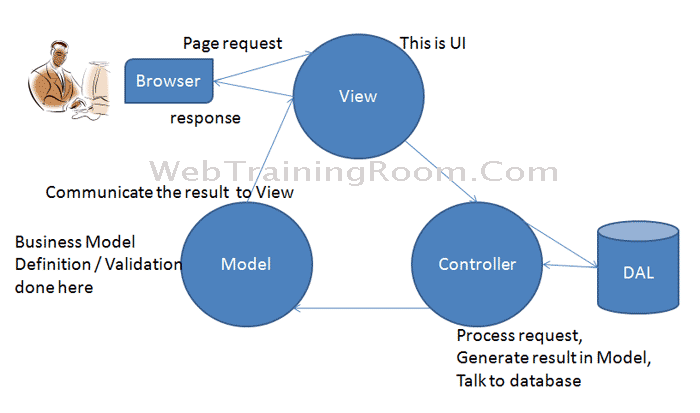 Page request
This is UI
Browser
View
response
WebTrainingRoom.Com
Communicate the result to View
Business Model
Definition / Validation
done here
Model
Controller
DAL
Process request,
Generate result in Model,
Talk to database